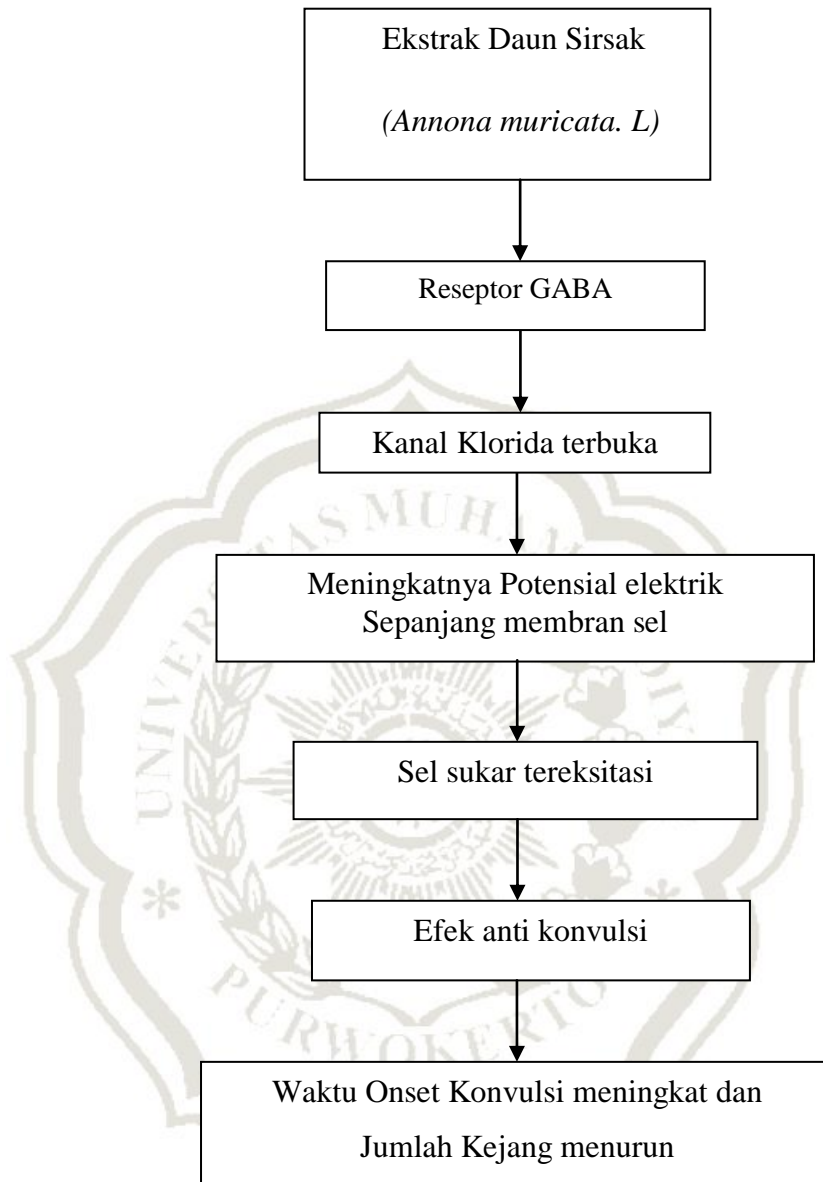 Ekstrak Daun Sirsak
(Annona muricata. L)
Reseptor GABA
Kanal Klorida terbuka
Meningkatnya Potensial elektrik
Sepanjang membran sel
Sel sukar tereksitasi
Efek anti konvulsi
Waktu Onset Konvulsi meningkat dan
Jumlah Kejang menurun
PURWOKERTO